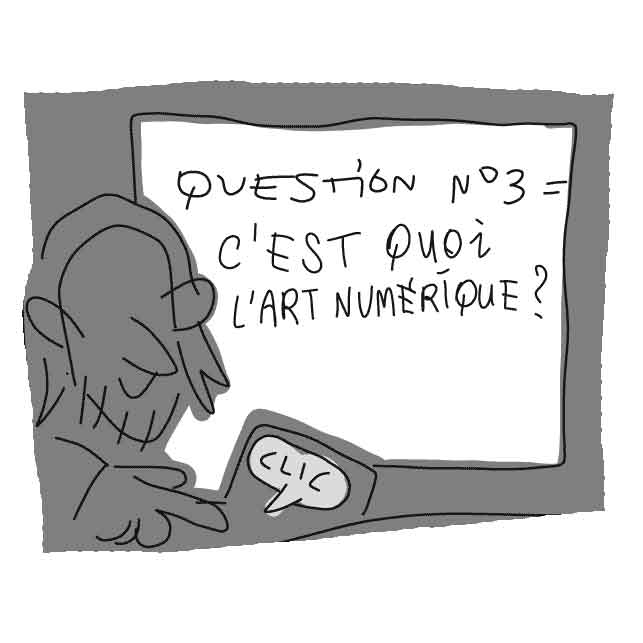 QUESTION N°3 =
C'EST QUOI
L'ART NUMÉRIQUE ?
CLIC